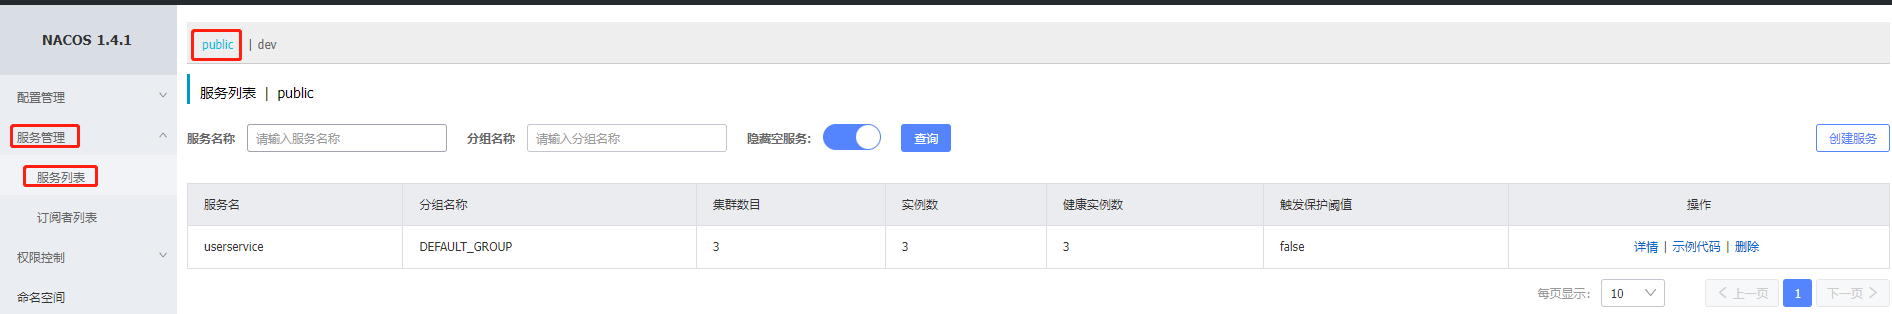 NACOS 1.4.1
配置管理
服务管理
服务列表
订阅者列表
权限控制
命名空间
public | dev
服务列表 | public
服务名称 请输入服务名称 分组名称 请输入分组名称 隐藏空服务: 查询 创建服务
服务名 分组名称 集群数目 实例数 健康实例数 触发保护阈值 操作
userservice DEFAULT_GROUP 3 3 3 false 详情 | 示例代码 | 删除
每页显示: 10 上一页 1 下一页